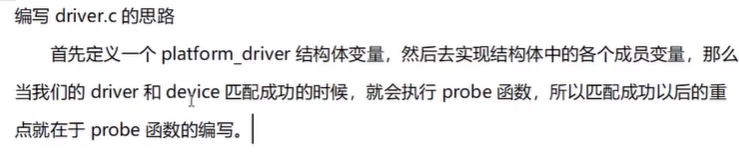 编写 driver.c 的思路
首先定义一个 platform_driver 结构体变量，然后去实现结构体中的各个成员变量，那么
当我们的 driver 和 device 匹配成功的时候，就会执行 probe 函数，所以匹配成功以后的重
点就在于 probe 函数的编写。